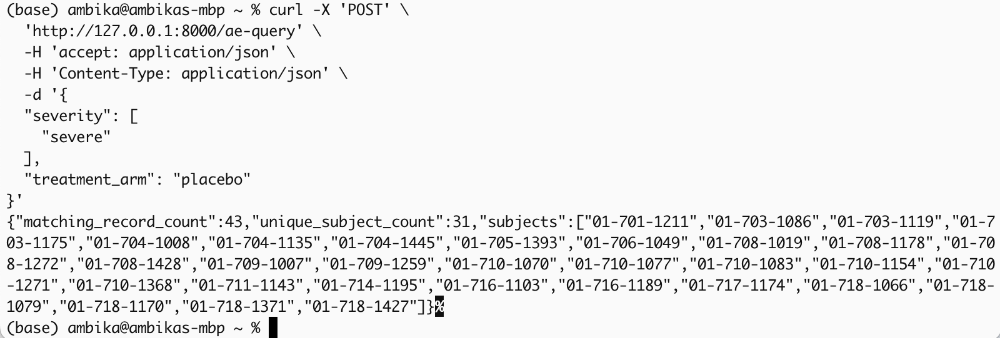 (base) ambika@ambikas-mbp ~ % curl -X 'POST' \
  'http://127.0.0.1:8000/ae-query' \
  -H 'accept: application/json' \
  -H 'Content-Type: application/json' \
  -d '{
  "severity": [
    "severe"
  ],
  "treatment_arm": "placebo"
}'
{"matching_record_count":43,"unique_subject_count":31,"subjects":["01-701-1211","01-703-1086","01-703-1119","01-7
03-1175","01-704-1008","01-704-1135","01-704-1445","01-705-1393","01-706-1049","01-708-1019","01-708-1178","01-70
8-1272","01-708-1428","01-709-1007","01-709-1259","01-710-1070","01-710-1077","01-710-1083","01-710-1154","01-710
-1271","01-710-1368","01-711-1143","01-714-1195","01-716-1103","01-716-1189","01-717-1174","01-718-1066","01-718-
1079","01-718-1170","01-718-1371","01-718-1427"]}%
(base) ambika@ambikas-mbp ~ %